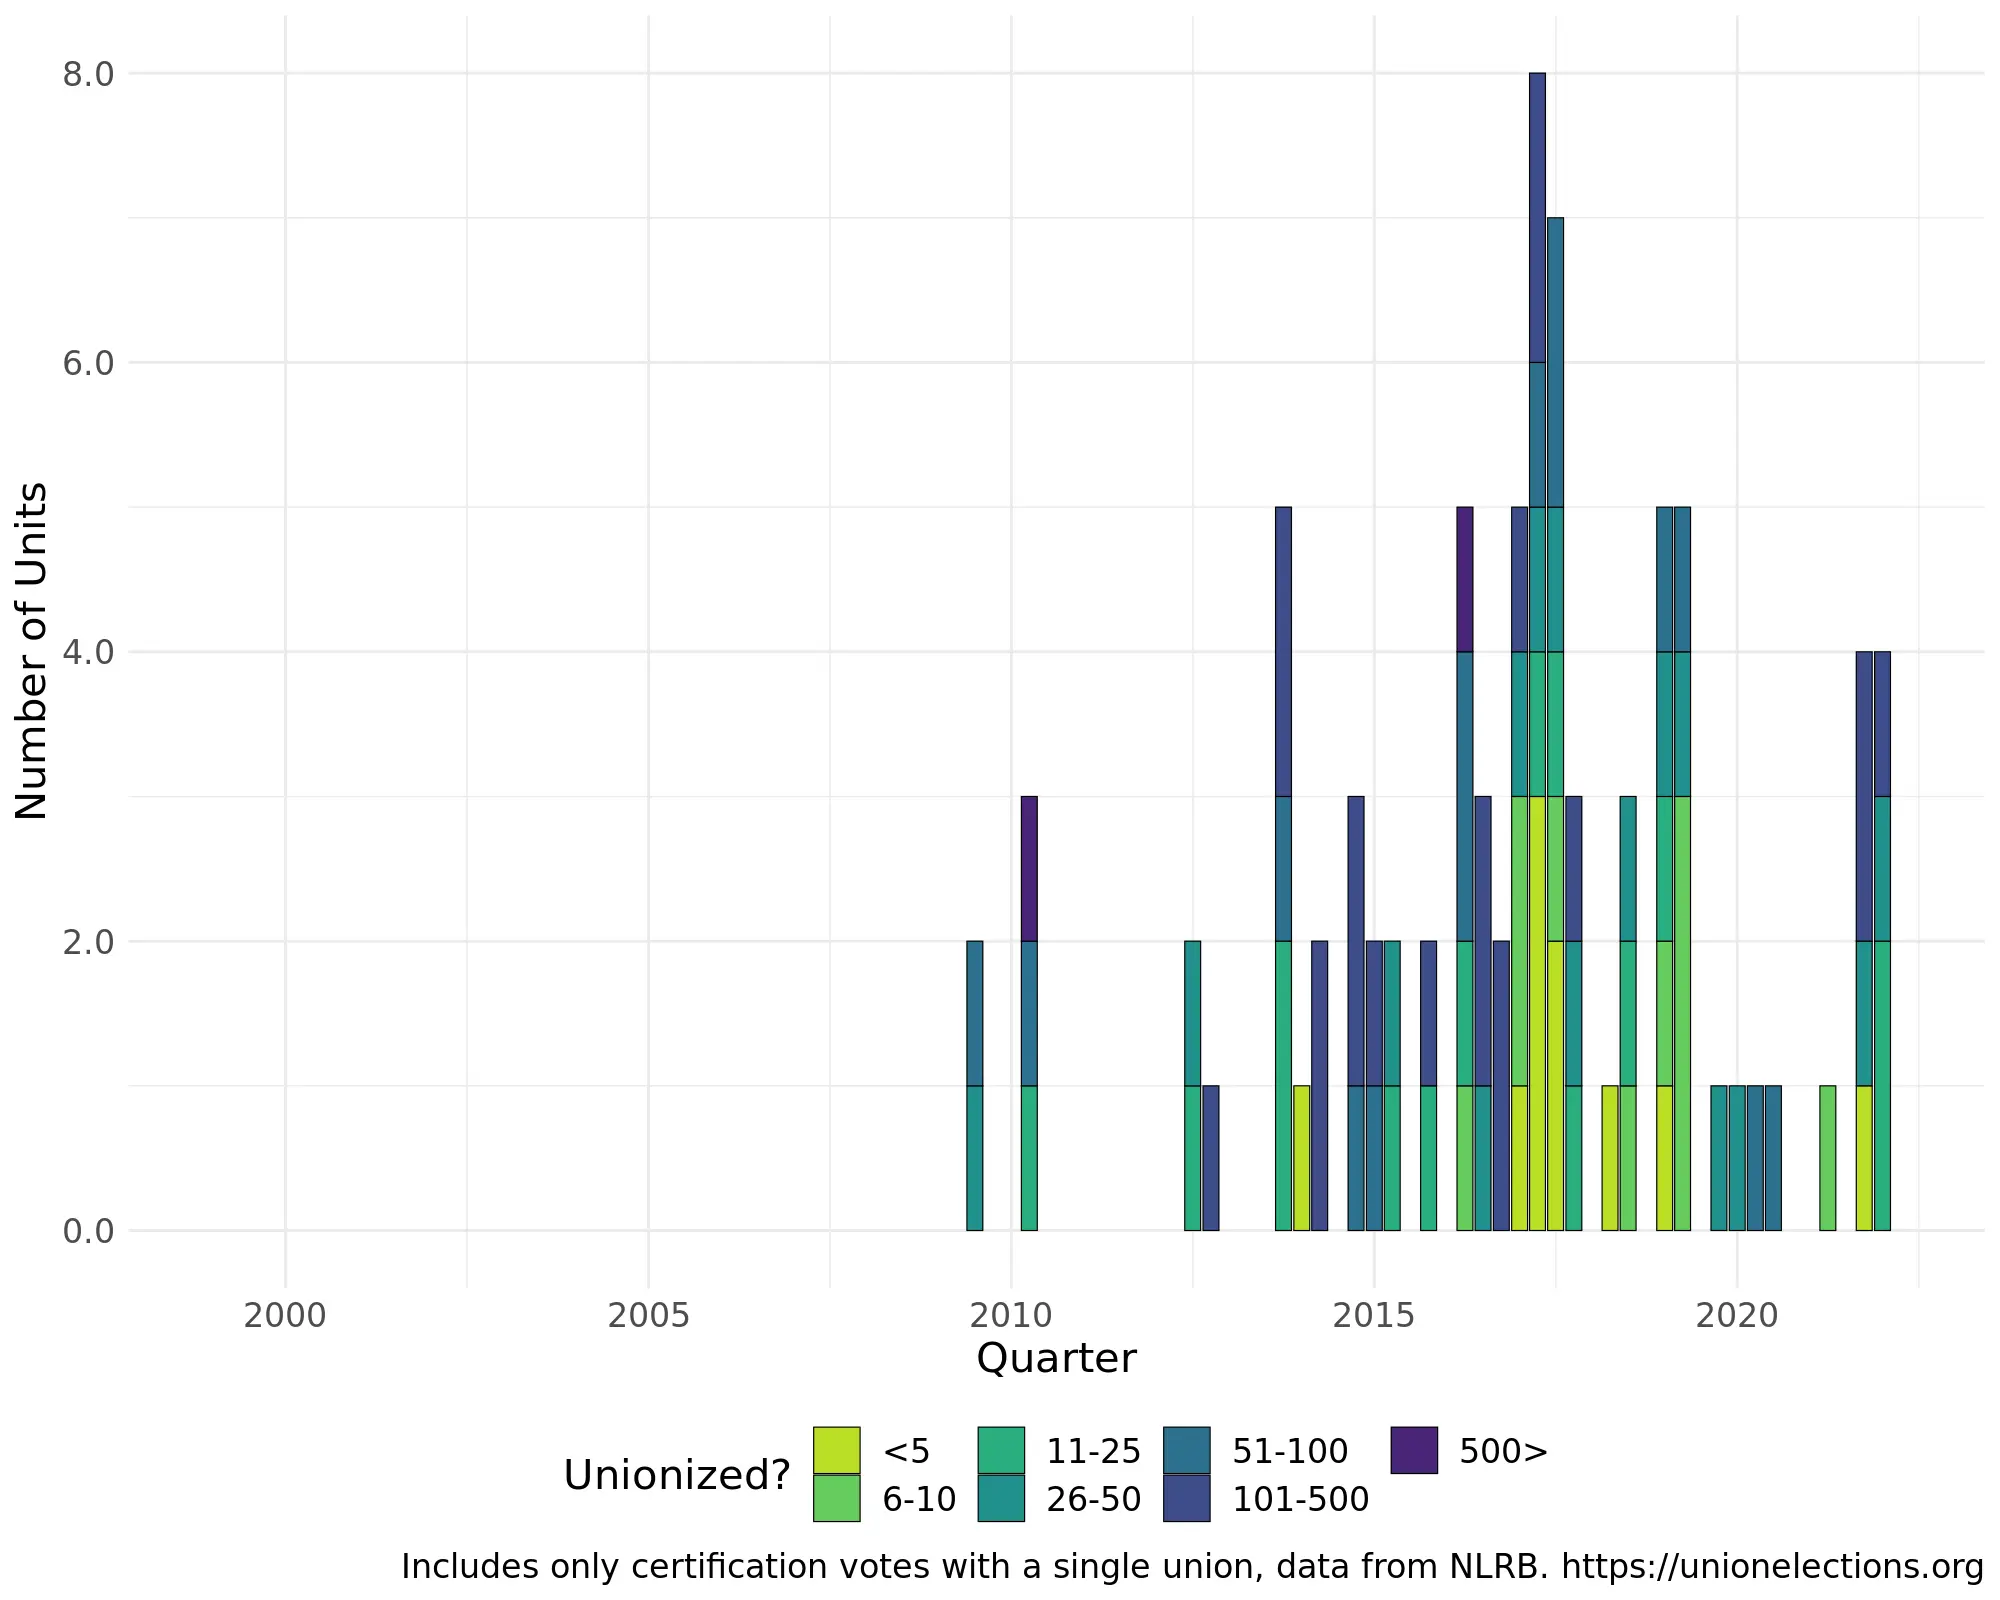 8.0
6.0
4.0
2.0
0.0
Number of Units
2000 2005 2010 2015 2020
Quarter
Unionized?
<5 11-25 51-100 500>
6-10 26-50 101-500
Includes only certification votes with a single union, data from NLRB. https://unionelections.org